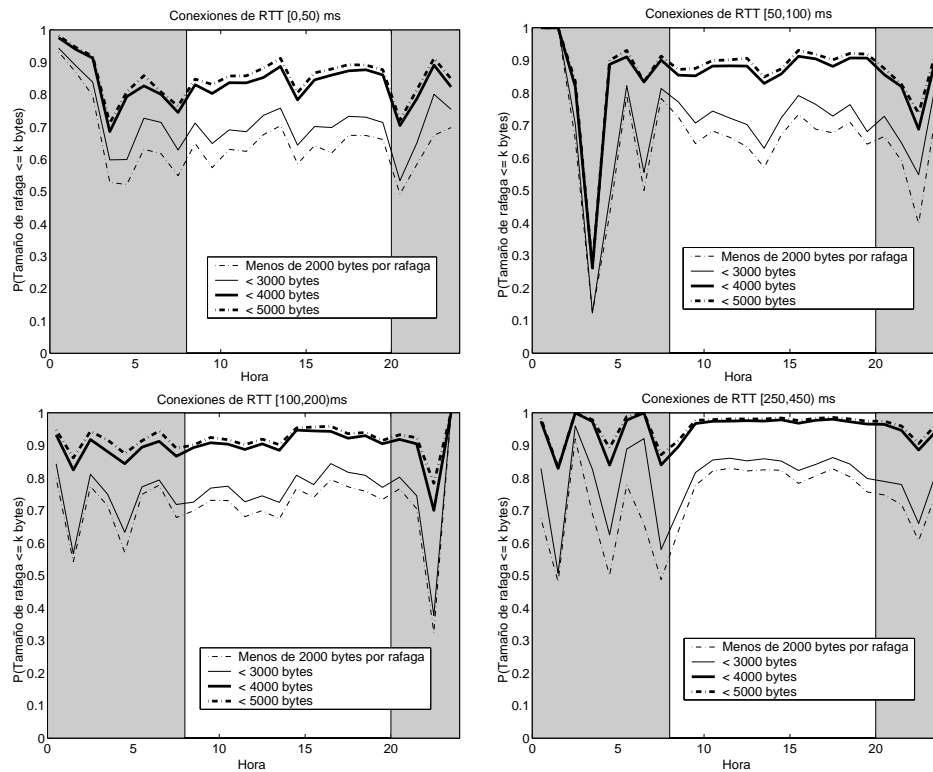 Conexiones de RTT [0,50) ms
P(Tamaño de rafaga <= k bytes)
1
0.9
0.8
0.7
0.6
0.5
0.4
0.3
0.2
0.1
0
Menos de 2000 bytes por rafaga
< 3000 bytes
< 4000 bytes
< 5000 bytes
0 5 10 15 20
Hora
Conexiones de RTT [50,100) ms
P(Tamaño de rafaga <= k bytes)
1
0.9
0.8
0.7
0.6
0.5
0.4
0.3
0.2
0.1
0
Menos de 2000 bytes por rafaga
< 3000 bytes
< 4000 bytes
< 5000 bytes
0 5 10 15 20
Hora
Conexiones de RTT [100,200)ms
P(Tamaño de rafaga <= k bytes)
1
0.9
0.8
0.7
0.6
0.5
0.4
0.3
0.2
0.1
0
Menos de 2000 bytes por rafaga
< 3000 bytes
< 4000 bytes
< 5000 bytes
0 5 10 15 20
Hora
Conexiones de RTT [250,450) ms
P(Tamaño de rafaga <= k bytes)
1
0.9
0.8
0.7
0.6
0.5
0.4
0.3
0.2
0.1
0
Menos de 2000 bytes por rafaga
< 3000 bytes
< 4000 bytes
< 5000 bytes
0 5 10 15 20
Hora